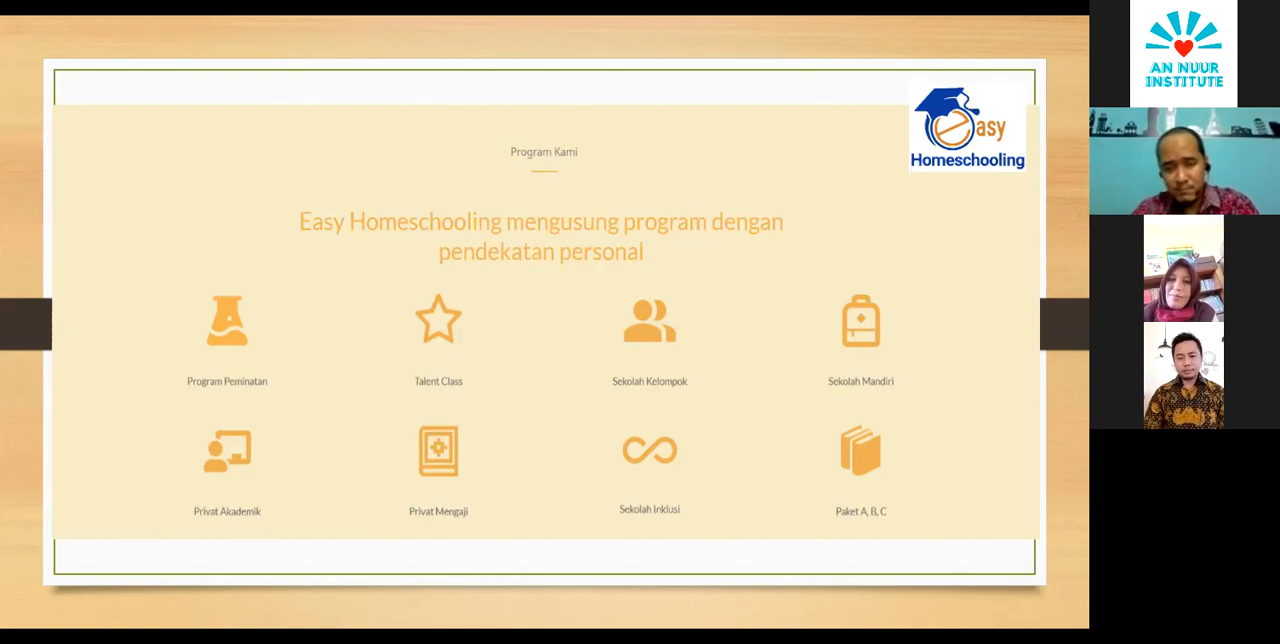 AN NUUR
INSTITUTE
easy
Homeschooling
Program Kami
Easy Homeschooling mengusung program dengan
pendekatan personal
Program Peminatan
Talent Class
Sekolah Kelompok
Sekolah Mandiri
Privat Akademik
Privat Mengaji
Sekolah Inklusi
Paket A, B, C